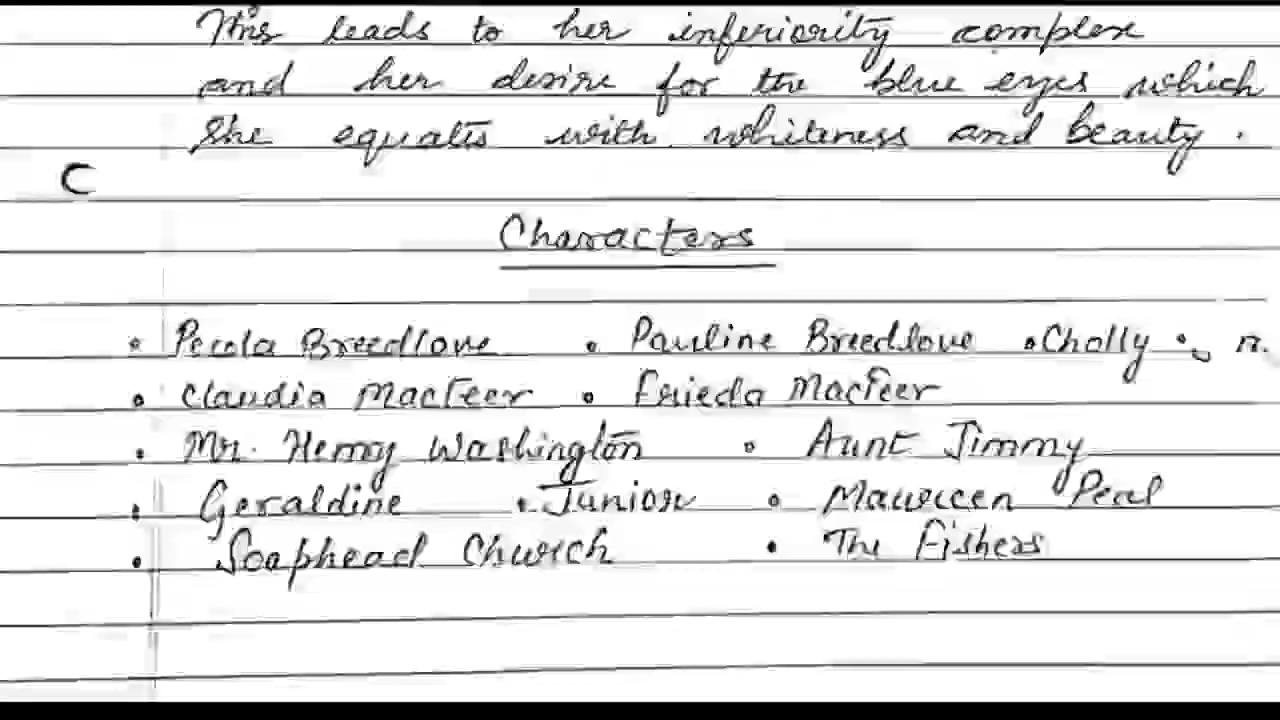 This leads to her inferiority complex
and her desire for the blue eyes which
she equates with whiteness and beauty.
C
Characters
• Pecola Breedlove • Pauline Breedlove • Cholly
• Claudia MacTeer • Frieda MacTeer
• Mr. Henry Washington • Aunt Jimmy
• Geraldine • Junior • Maureen Peal
• Soaphead Church • The Fishers